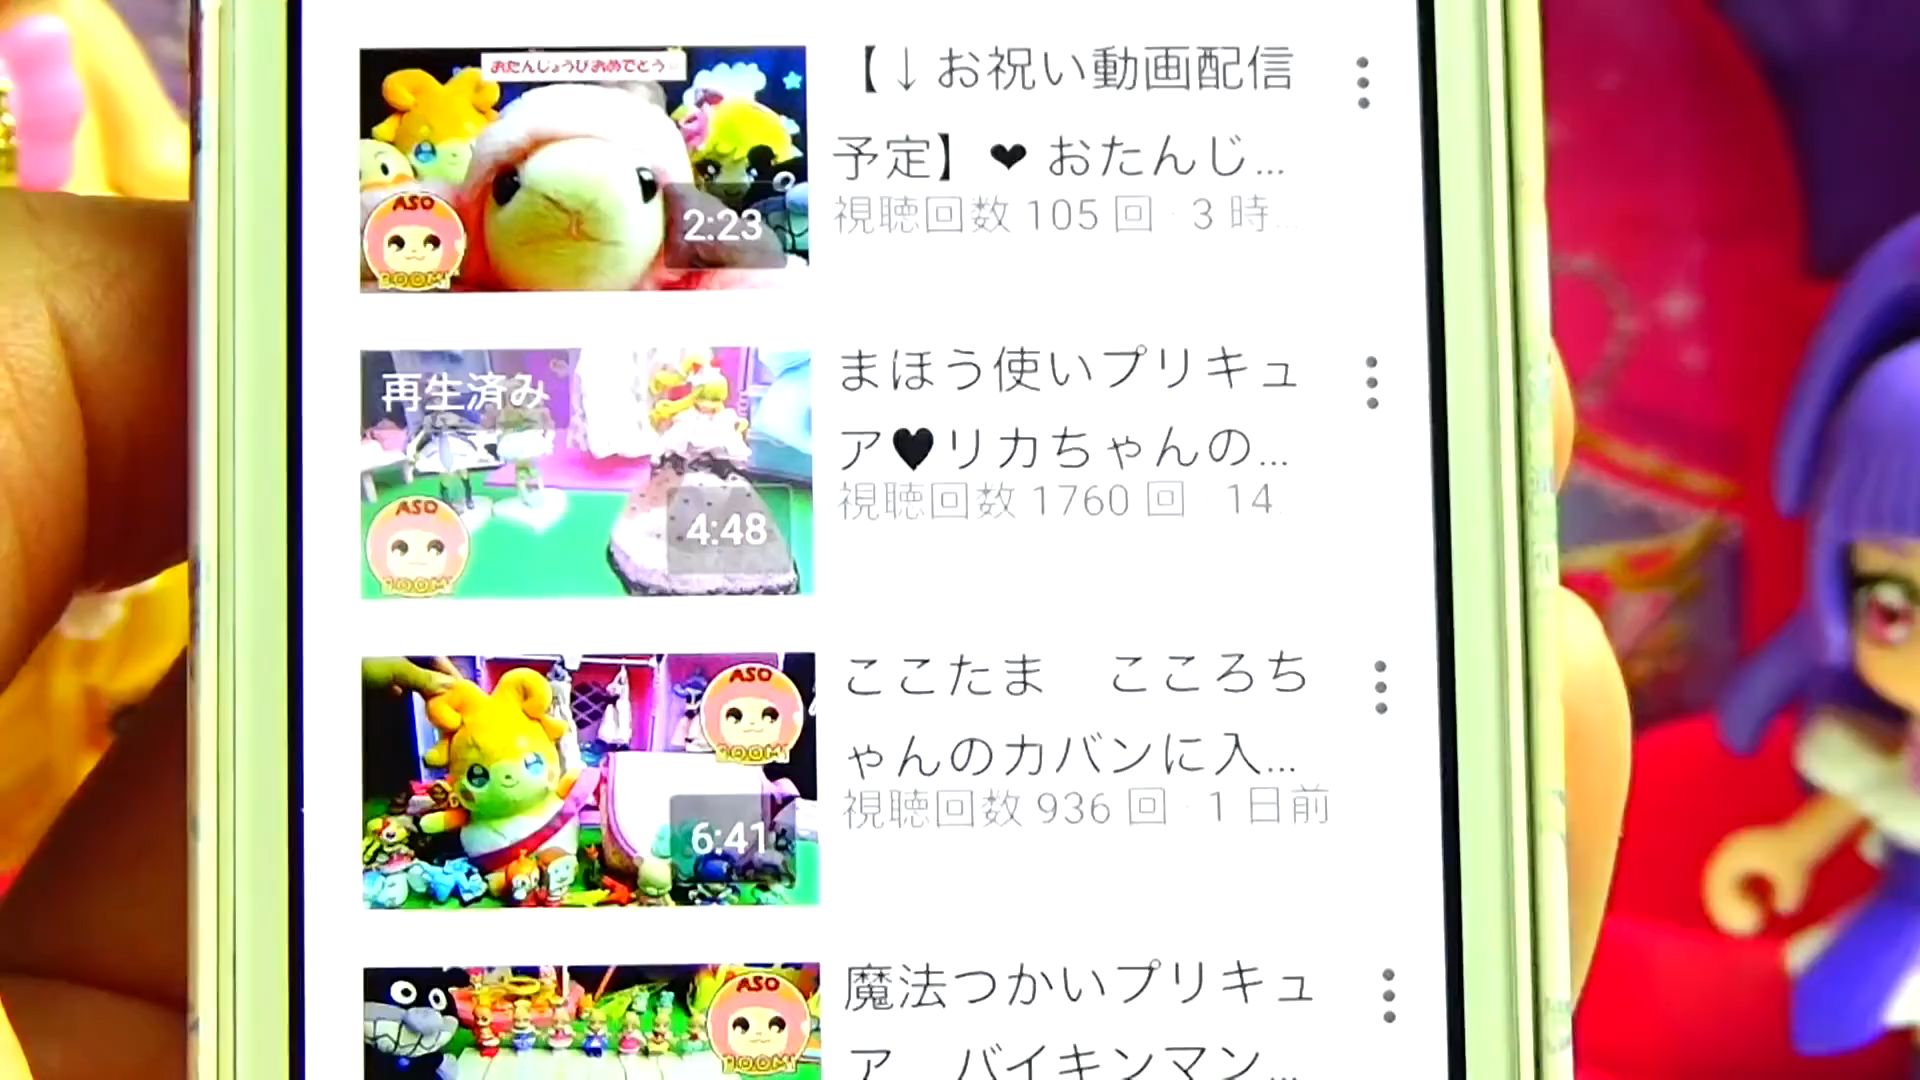 おたんじょうびおめでとう
ASO
ROOM!
2:23
【↓お祝い動画配信
予定】❤おたんじ...
視聴回数 105 回・3 時...
再生済み
ASO
ROOM!
4:48
まほう使いプリキュ
ア♥リカちゃんの...
視聴回数 1760 回 14
ASO
ROOM!
6:41
ここたま　こころち
ゃんのカバンに入...
視聴回数 936 回・1 日前
ASO
ROOM!
魔法つかいプリキュ
ア　バイキンマン...